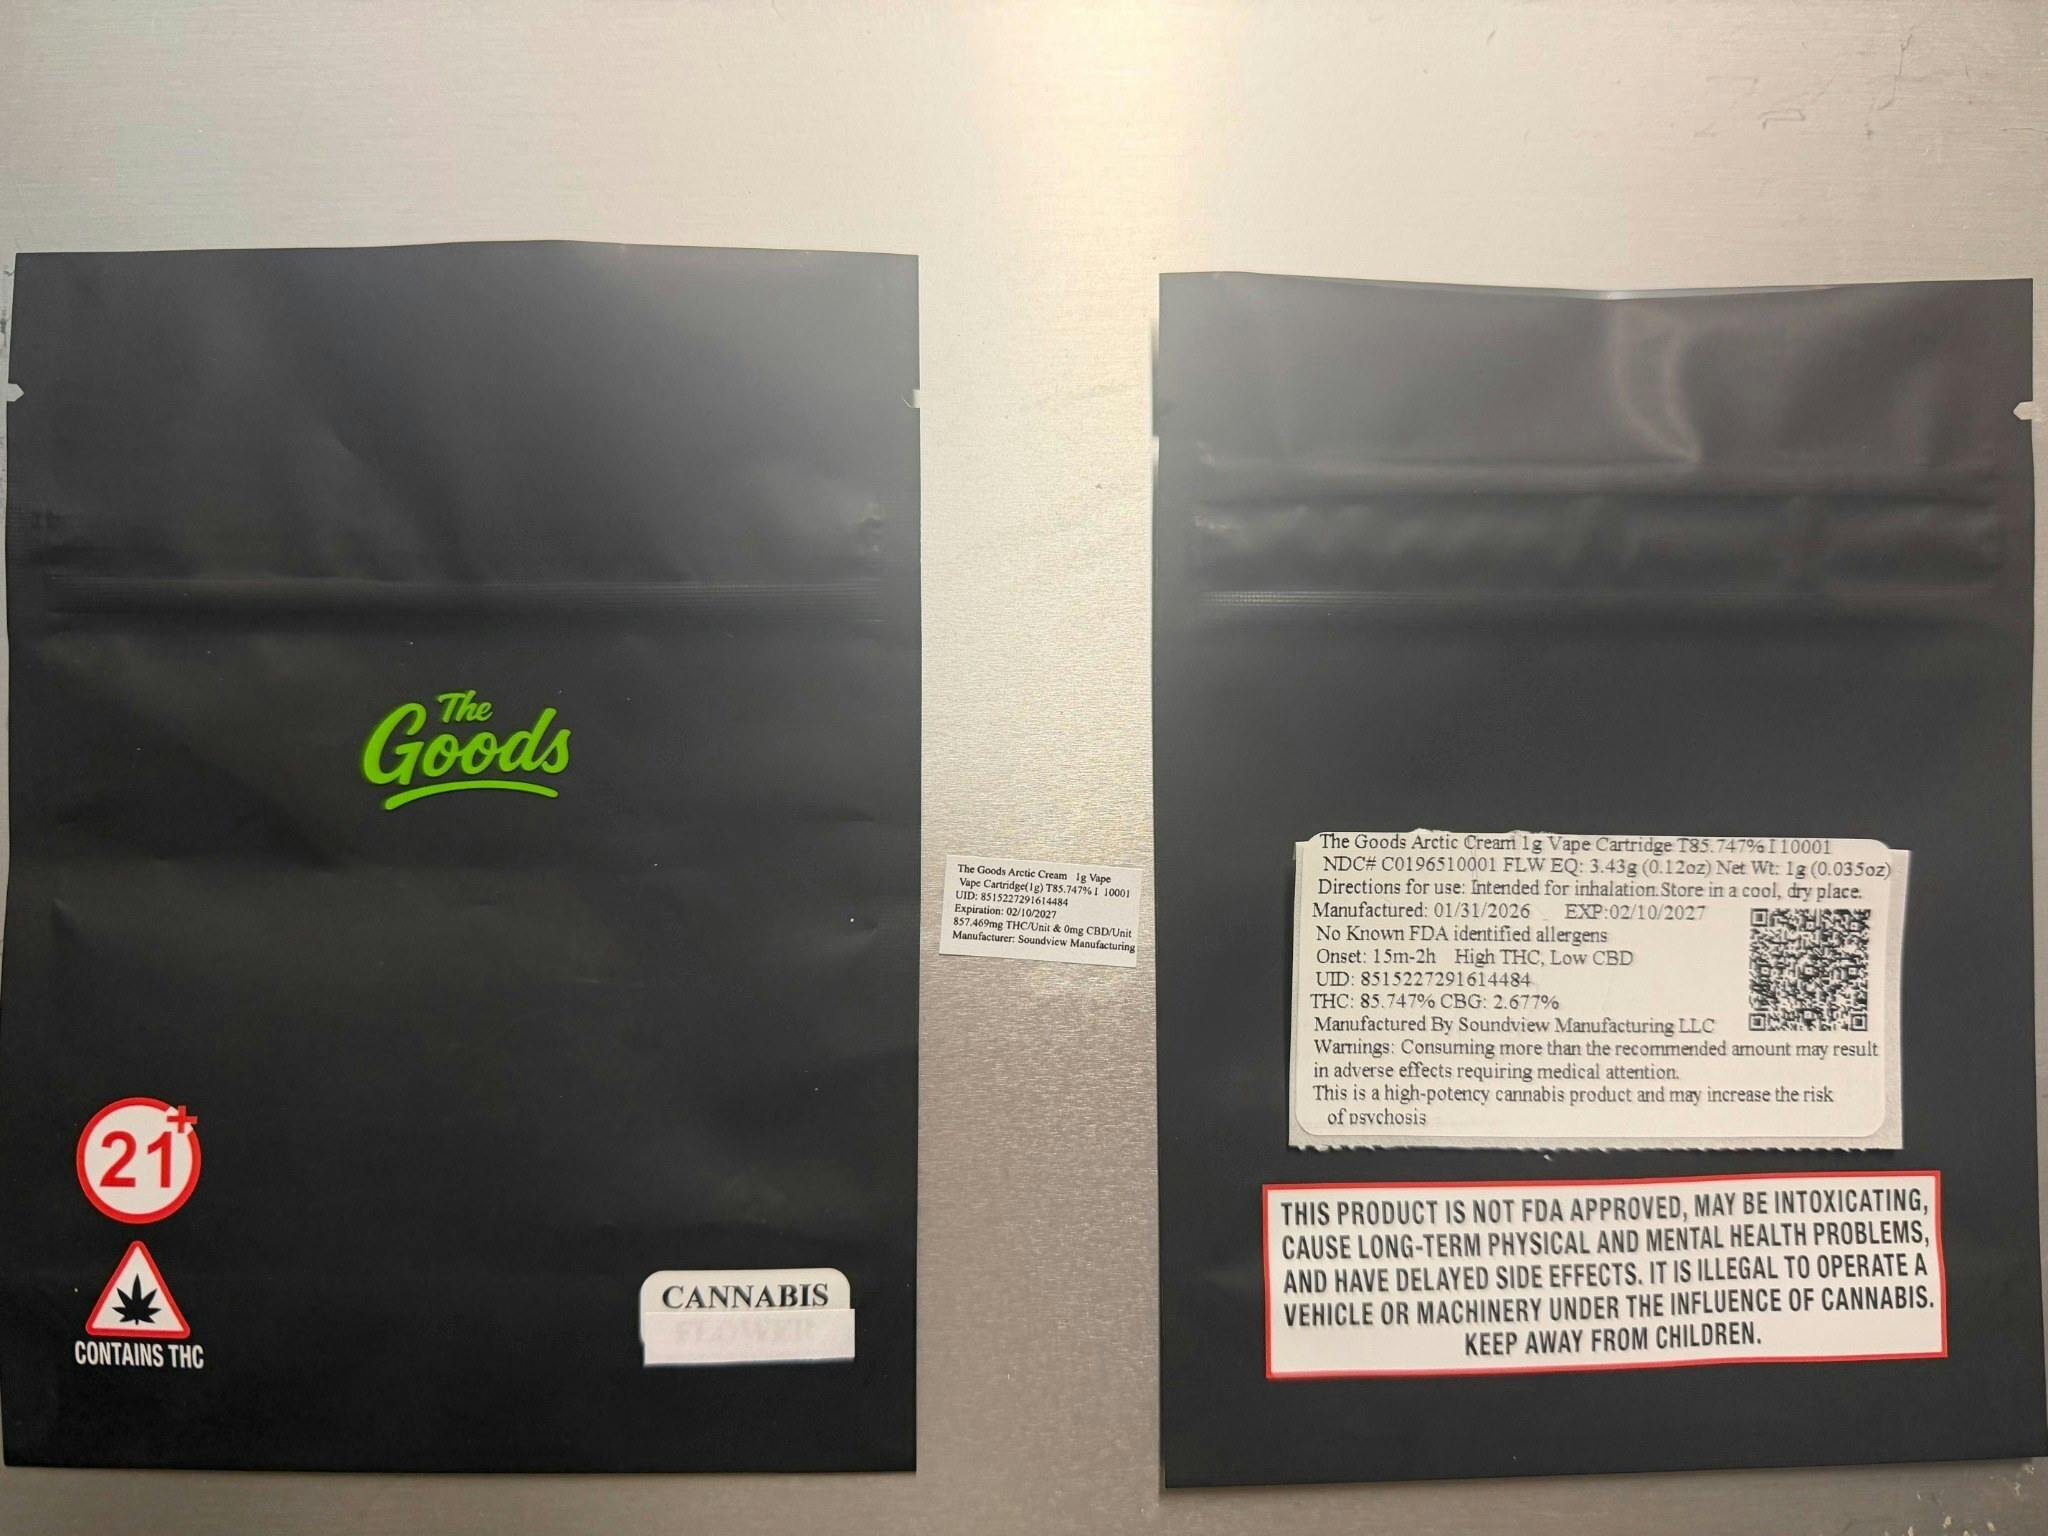 The
Goods
21+
CONTAINS THC
CANNABIS
FLOWER
The Goods Arctic Cream 1g Vape
Vape Cartridge(1g) T85.747% I 10001
UID: 8515227291614484
Expiration: 02/10/2027
857.469mg THC/Unit & 0mg CBD/Unit
Manufacturer: Soundview Manufacturing
The Goods Arctic Cream 1g Vape Cartridge T85.747% I 10001
NDC# C0196510001 FLW EQ: 3.43g (0.12oz) Net Wt: 1g (0.035oz)
Directions for use: Intended for inhalation.Store in a cool, dry place.
Manufactured: 01/31/2026 EXP:02/10/2027
No Known FDA identified allergens
Onset: 15m-2h High THC, Low CBD
UID: 8515227291614484
THC: 85.747% CBG: 2.677%
Manufactured By Soundview Manufacturing LLC
Warnings: Consuming more than the recommended amount may result
in adverse effects requiring medical attention.
This is a high-potency cannabis product and may increase the risk
of psychosis
THIS PRODUCT IS NOT FDA APPROVED, MAY BE INTOXICATING,
CAUSE LONG-TERM PHYSICAL AND MENTAL HEALTH PROBLEMS,
AND HAVE DELAYED SIDE EFFECTS. IT IS ILLEGAL TO OPERATE A
VEHICLE OR MACHINERY UNDER THE INFLUENCE OF CANNABIS.
KEEP AWAY FROM CHILDREN.